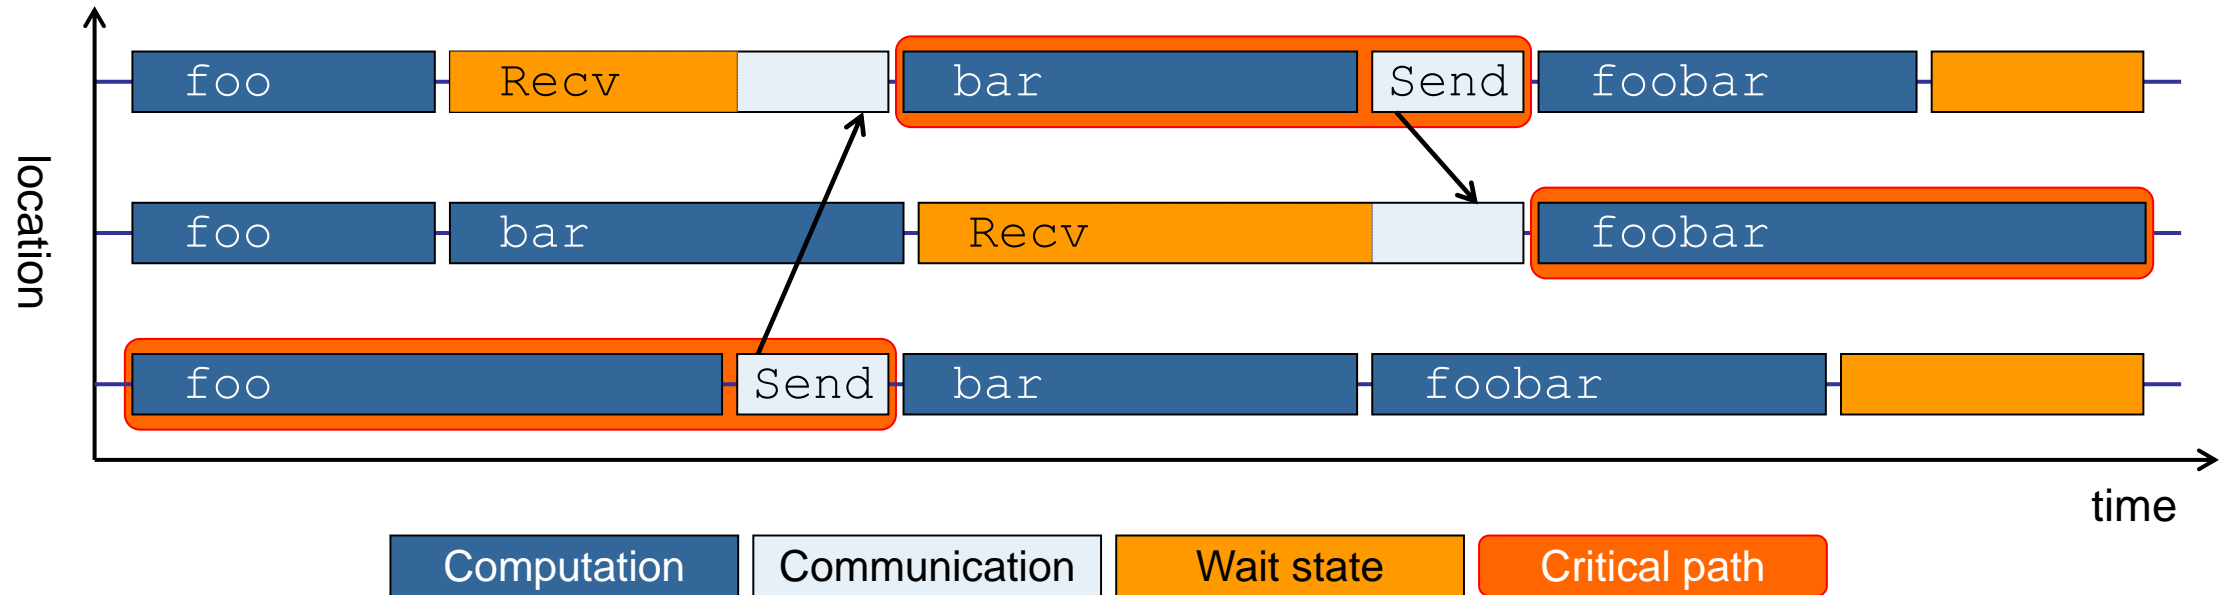 foo Recv bar Send foobar
location
foo bar Recv foobar
foo Send bar foobar
time
Computation Communication Wait state Critical path